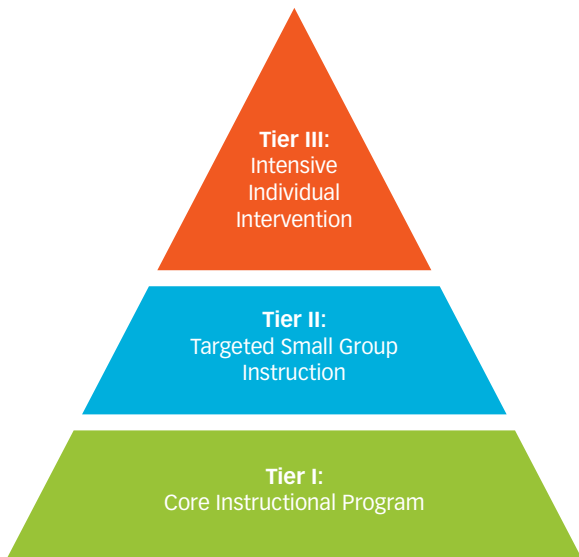 Tier III:
Intensive
Individual
Intervention
Tier II:
Targeted Small Group
Instruction
Tier I:
Core Instructional Program